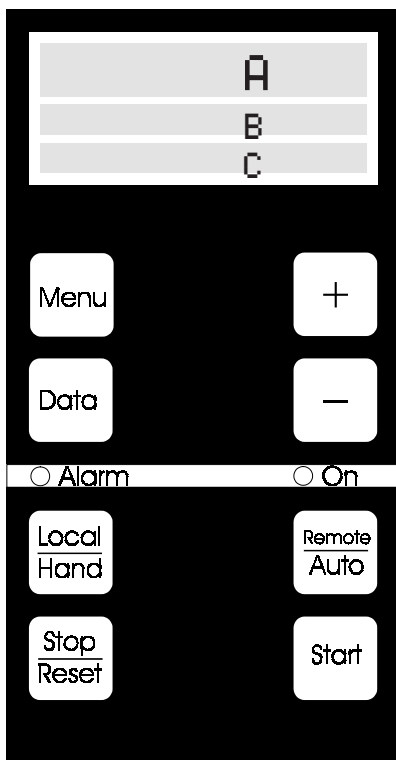 A
B
C
Menu +
Data −
Alarm On
Local Remote
Hand Auto
Stop Start
Reset